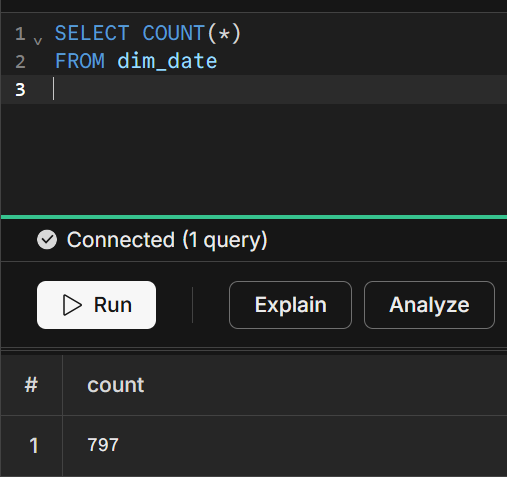 1 SELECT COUNT(*)
2 FROM dim_date
3
Connected (1 query)
Run Explain Analyze
# count
1 797